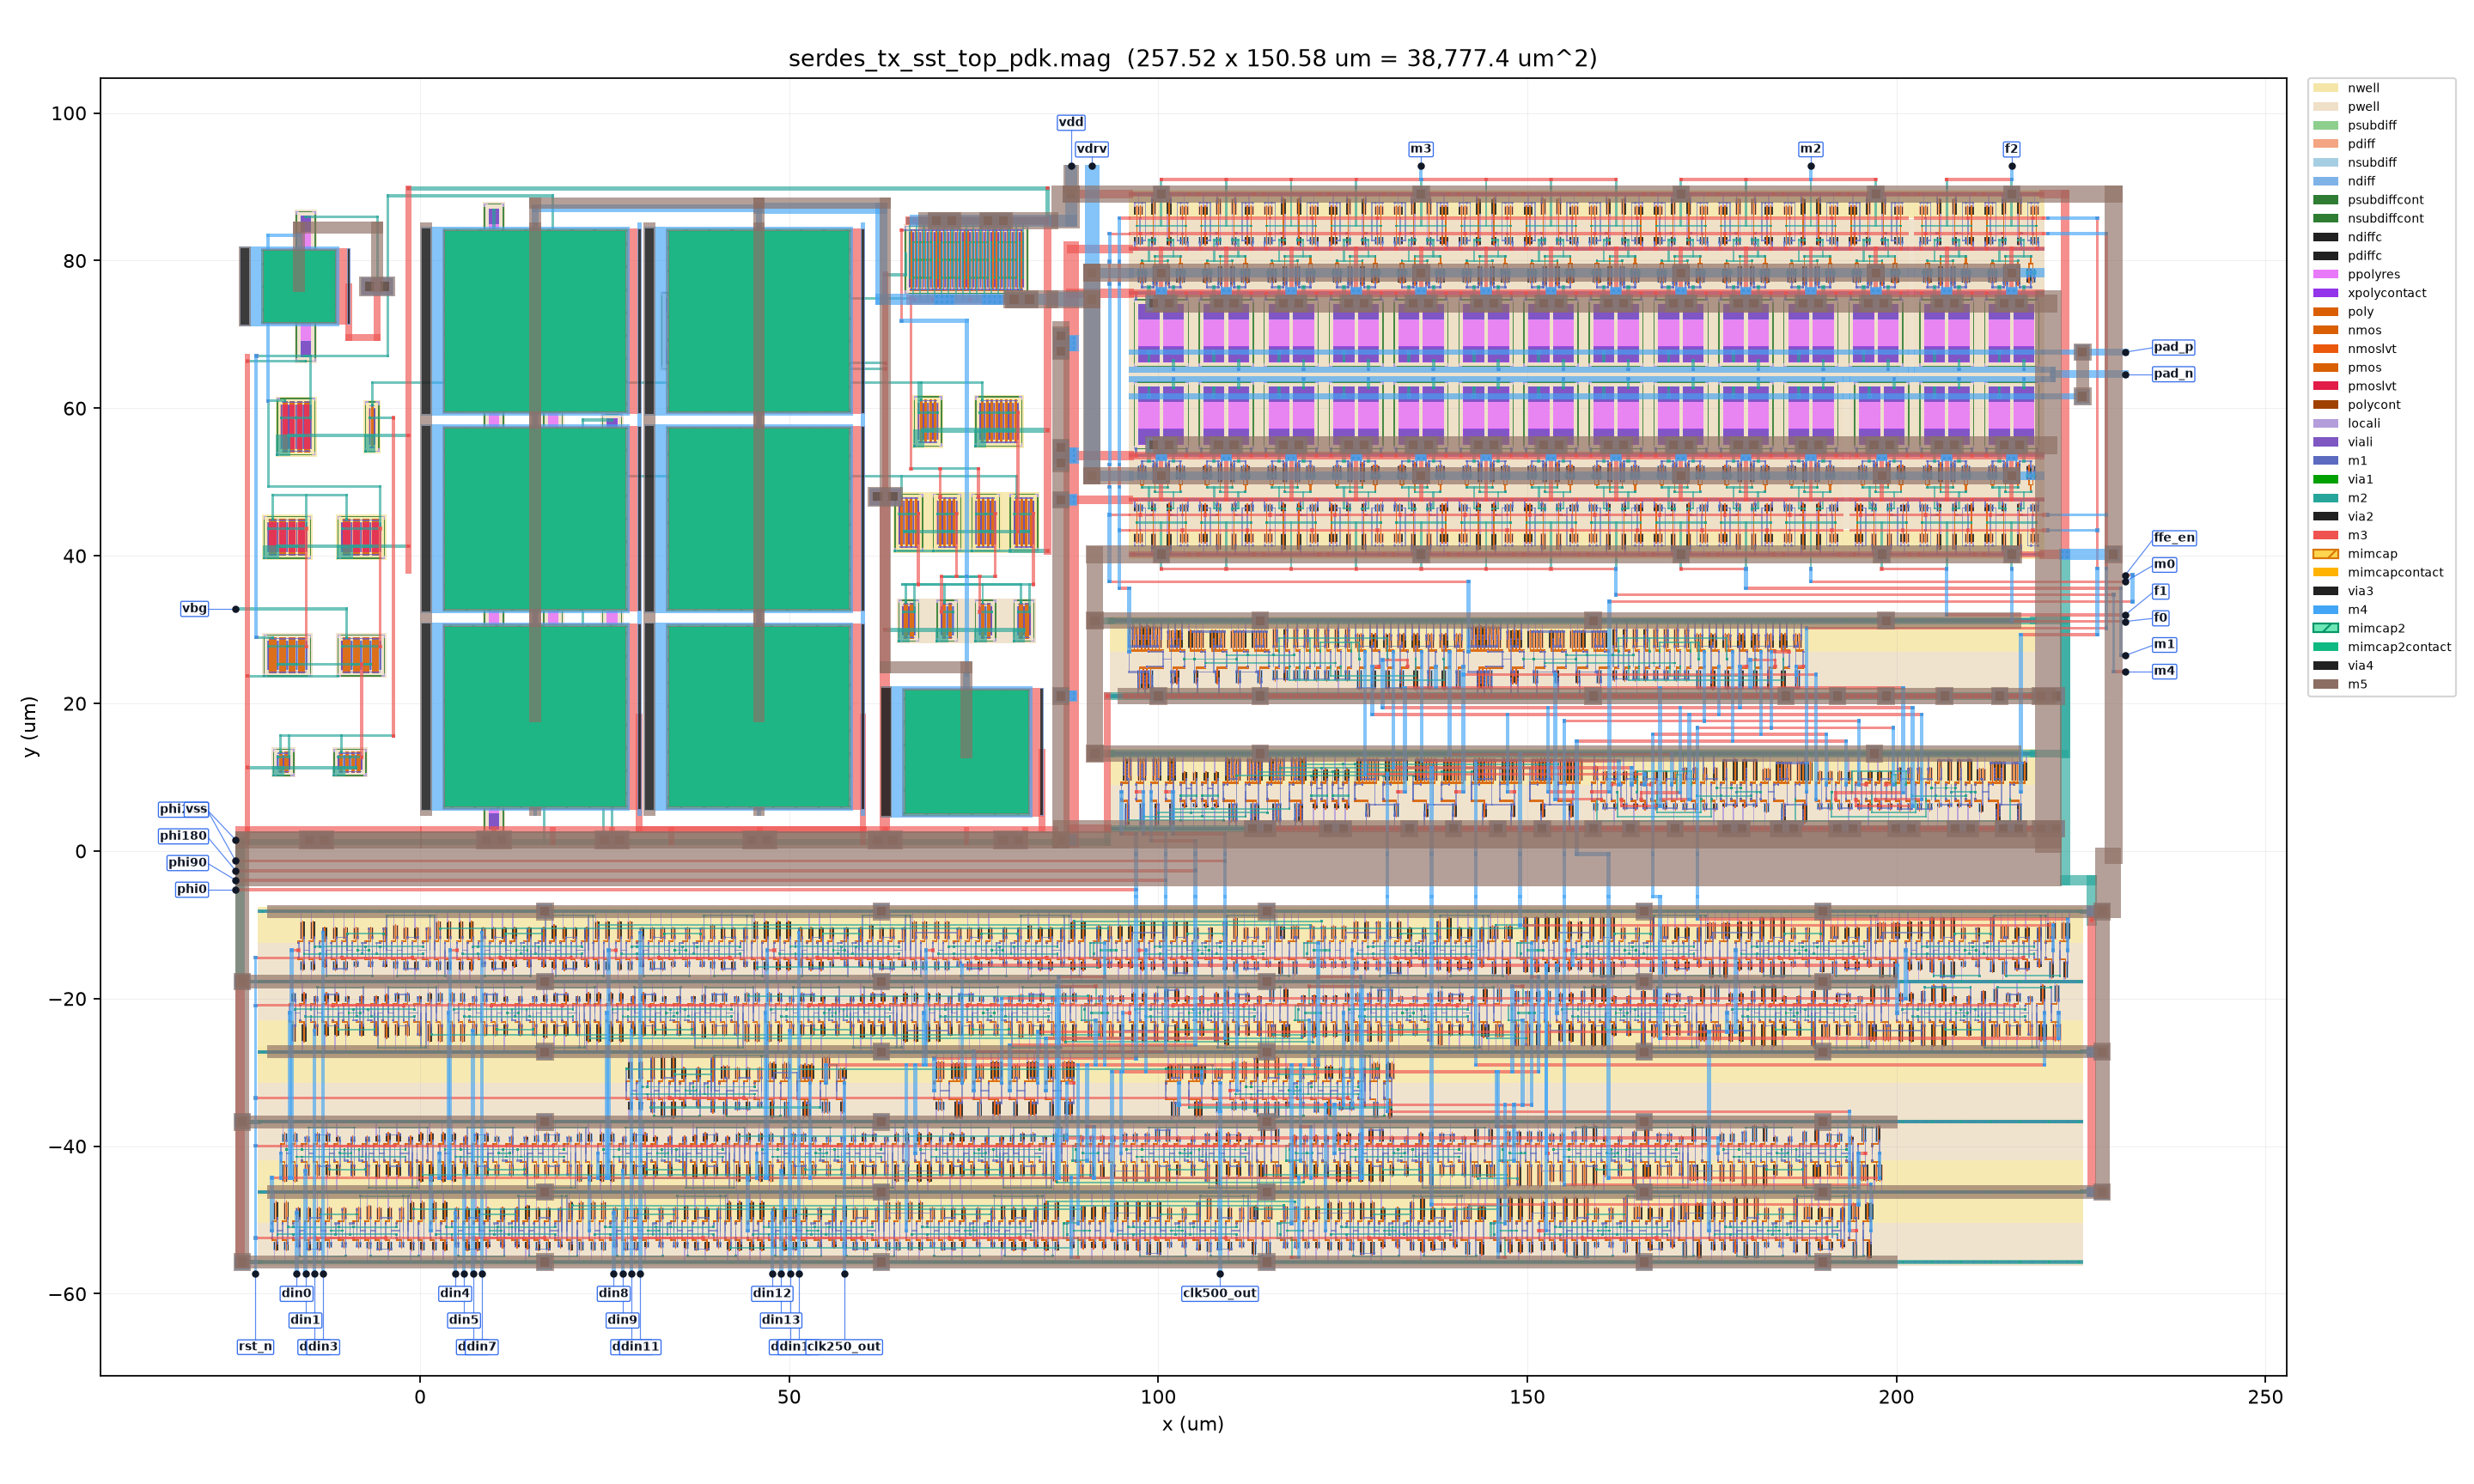 serdes_tx_sst_top_pdk.mag (257.52 x 150.58 um = 38,777.4 um^2)
vdd
vdrv
m3
m2
f2
pad_p
pad_n
ffe_en
m0
f1
f0
m1
m4
vbg
vss
phi180
phi90
phi0
din0
din4
din8
din12
clk500_out
din1
din5
din9
din13
rst_n
clk250_out
100
80
60
40
20
0
−20
−40
−60
y (um)
0
50
100
150
200
250
x (um)
nwell
pwell
psubdiff
pdiff
nsubdiff
ndiff
psubdiffcont
nsubdiffcont
ndiffc
pdiffc
ppolyres
xpolycontact
poly
nmos
nmoslvt
pmos
pmoslvt
polycont
locali
viali
m1
via1
m2
via2
m3
mimcap
mimcapcontact
via3
m4
mimcap2
mimcap2contact
via4
m5